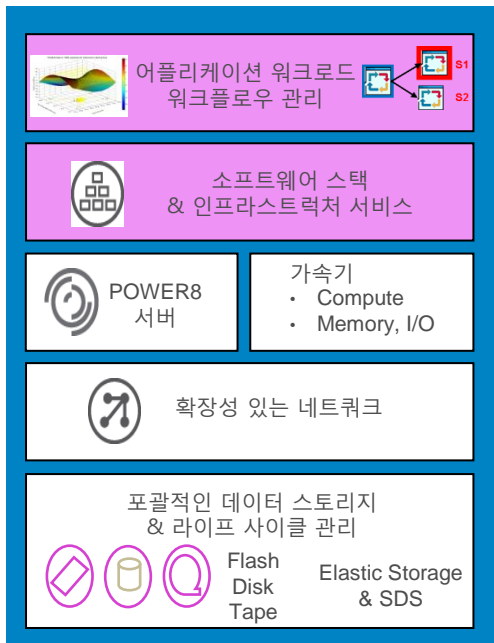 어플리케이션 워크로드
워크플로우 관리
S1
S2
소프트웨어 스택
& 인프라스트럭처 서비스
POWER8
서버
가속기
• Compute
• Memory, I/O
확장성 있는 네트쿼크
포괄적인 데이터 스토리지
& 라이프 사이클 관리
Flash
Disk
Tape
Elastic Storage
& SDS